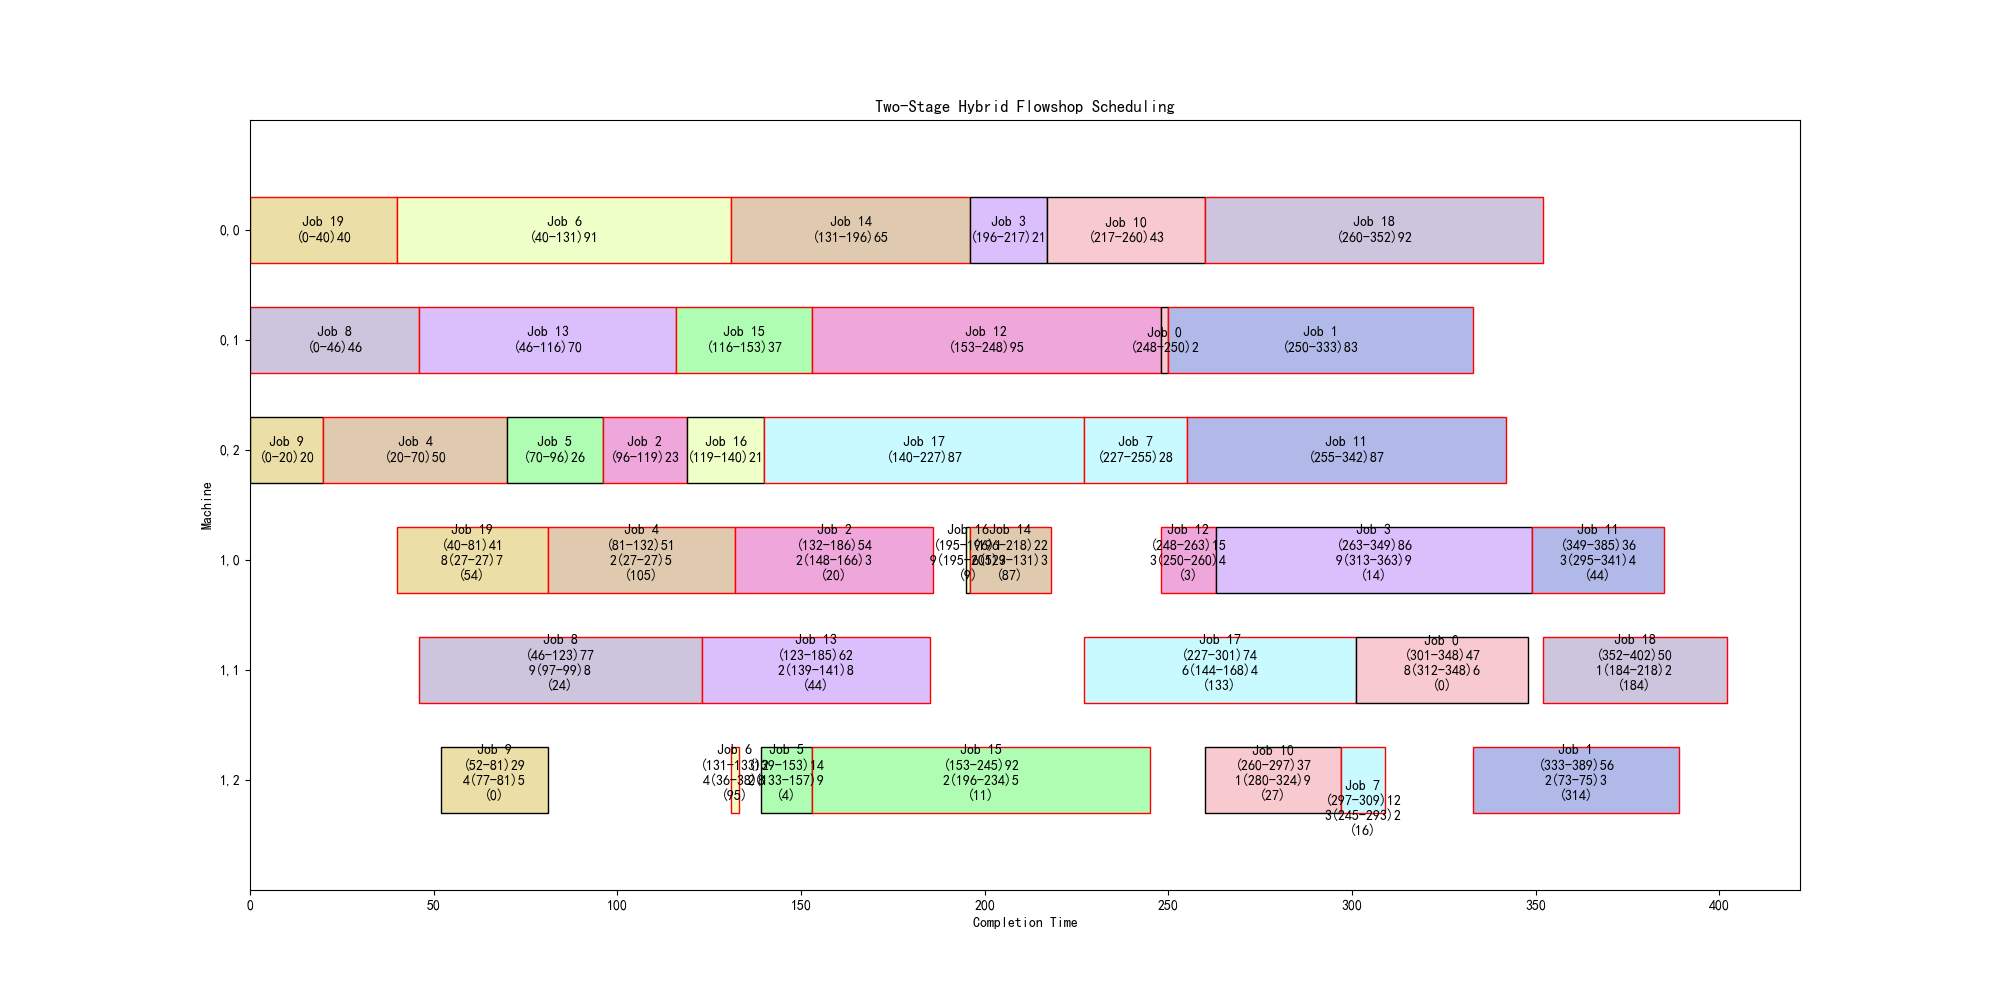 Two-Stage Hybrid Flowshop Scheduling
0,0
Job 19
(0-40)40
Job 6
(40-131)91
Job 14
(131-196)65
Job 3
(196-217)21
Job 10
(217-260)43
Job 18
(260-352)92
0,1
Job 8
(0-46)46
Job 13
(46-116)70
Job 15
(116-153)37
Job 12
(153-248)95
Job 0
(248-250)2
Job 1
(250-333)83
0,2
Job 9
(0-20)20
Job 4
(20-70)50
Job 5
(70-96)26
Job 2
(96-119)23
Job 16
(119-140)21
Job 17
(140-227)87
Job 7
(227-255)28
Job 11
(255-342)87
Machine
1,0
Job 19
(40-81)41
8(27-27)7
(54)
Job 4
(81-132)51
2(27-27)5
(105)
Job 2
(132-186)54
2(148-166)3
(20)
Job 16
(9)
Job 14
(196-218)22
(87)
Job 12
(248-263)15
3(250-260)4
(3)
Job 3
(263-349)86
9(313-363)9
(14)
Job 11
(349-385)36
3(295-341)4
(44)
1,1
Job 8
(46-123)77
9(97-99)8
(24)
Job 13
(123-185)62
2(139-141)8
(44)
Job 17
(227-301)74
6(144-168)4
(133)
Job 0
(301-348)47
8(312-348)6
(0)
Job 18
(352-402)50
1(184-218)2
(184)
1,2
Job 9
(52-81)29
4(77-81)5
(0)
Job 6
(131-133)2
(95)
Job 5
(139-153)14
2(133-157)9
(4)
Job 15
(153-245)92
2(196-234)5
(11)
Job 10
(260-297)37
1(280-324)9
(27)
Job 7
(297-309)12
3(245-293)2
(16)
Job 1
(333-389)56
2(73-75)3
(314)
0 50 100 150 200 250 300 350 400
Completion Time